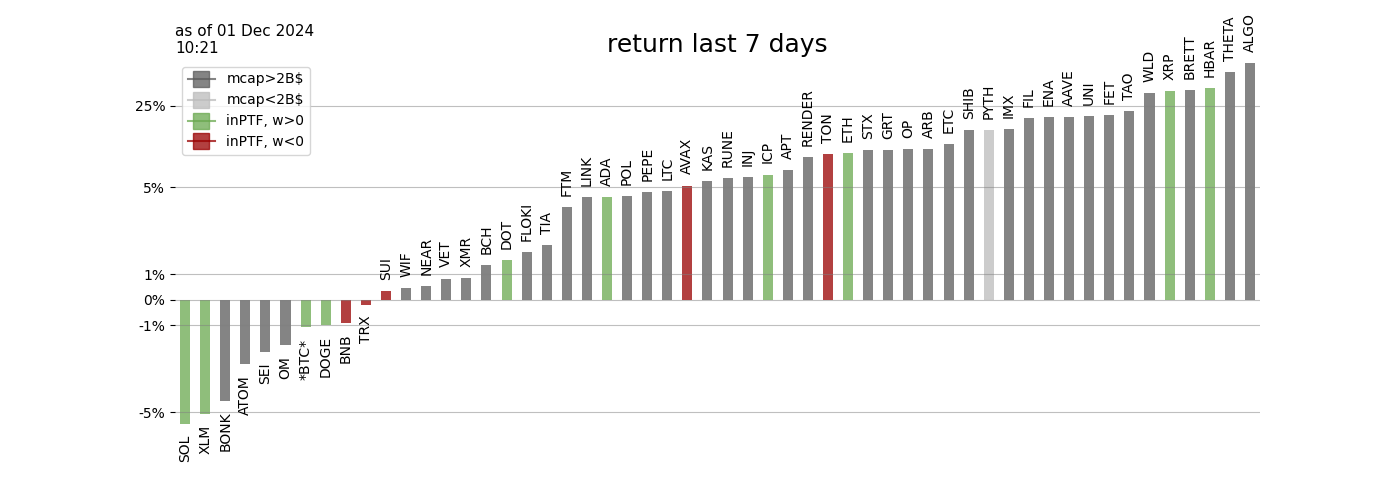 as of 01 Dec 2024
10:21
return last 7 days
mcap>2B$
mcap<2B$
inPTF, w>0
inPTF, w<0
25%
5%
1%
0%
-1%
-5%
SOL
XLM
BONK
ATOM
SEI
OM
*BTC*
DOGE
BNB
TRX
SUI
WIF
NEAR
VET
XMR
BCH
DOT
FLOKI
TIA
FTM
LINK
ADA
POL
PEPE
LTC
AVAX
KAS
RUNE
INJ
ICP
APT
RENDER
TON
ETH
STX
GRT
OP
ARB
ETC
SHIB
PYTH
IMX
FIL
ENA
AAVE
UNI
FET
TAO
WLD
XRP
BRETT
HBAR
THETA
ALGO